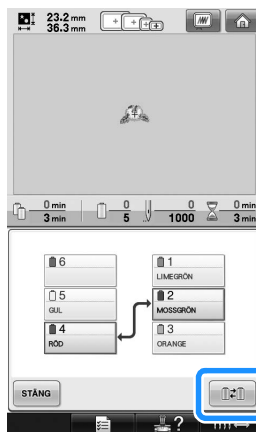 23.2 mm
36.3 mm
0 min
3 min
0
5
0
1000
0 min
3 min
6
1
LIMEGRÖN
5
GUL
2
MOSSGRÖN
4
RÖD
3
ORANGE
STÄNG
?